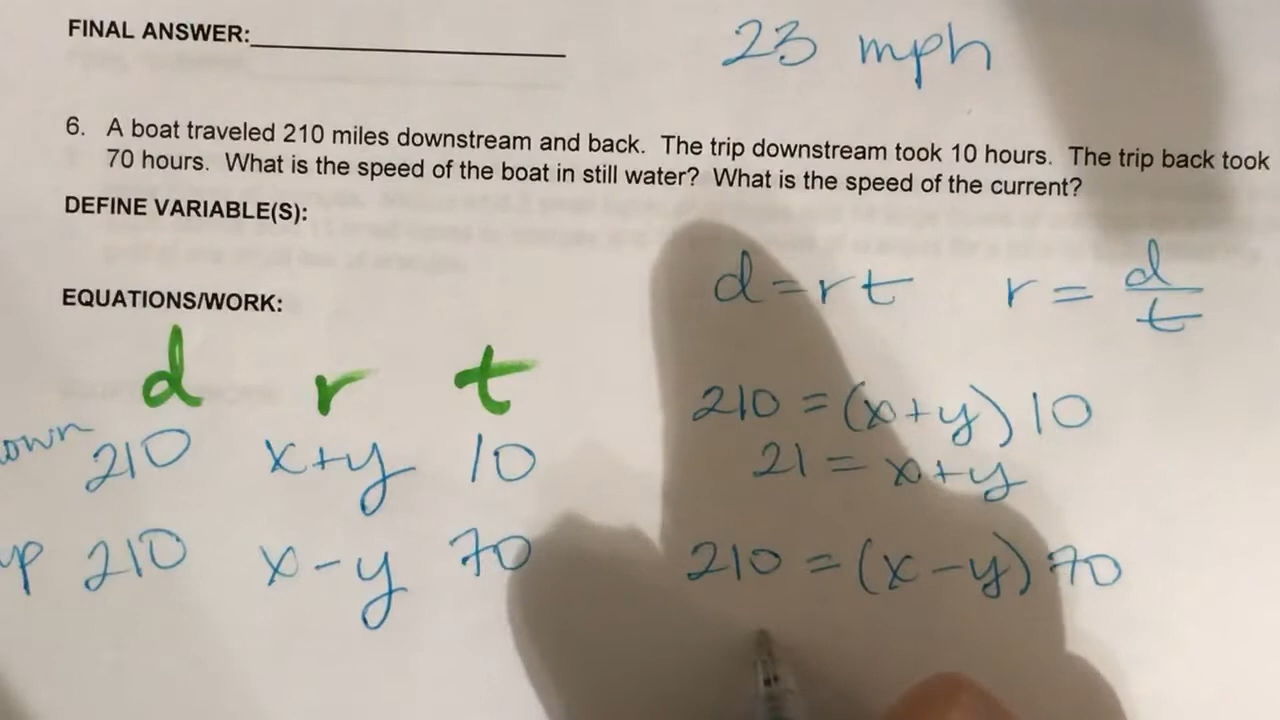 FINAL ANSWER:
23 mph
6. A boat traveled 210 miles downstream and back. The trip downstream took 10 hours. The trip back took
70 hours. What is the speed of the boat in still water? What is the speed of the current?
DEFINE VARIABLE(S):
d=rt r = d/t
EQUATIONS/WORK:
d r t
own 210 x+y 10
210 = (x+y) 10
21 = x+y
up 210 x-y 70
210 = (x-y) 70